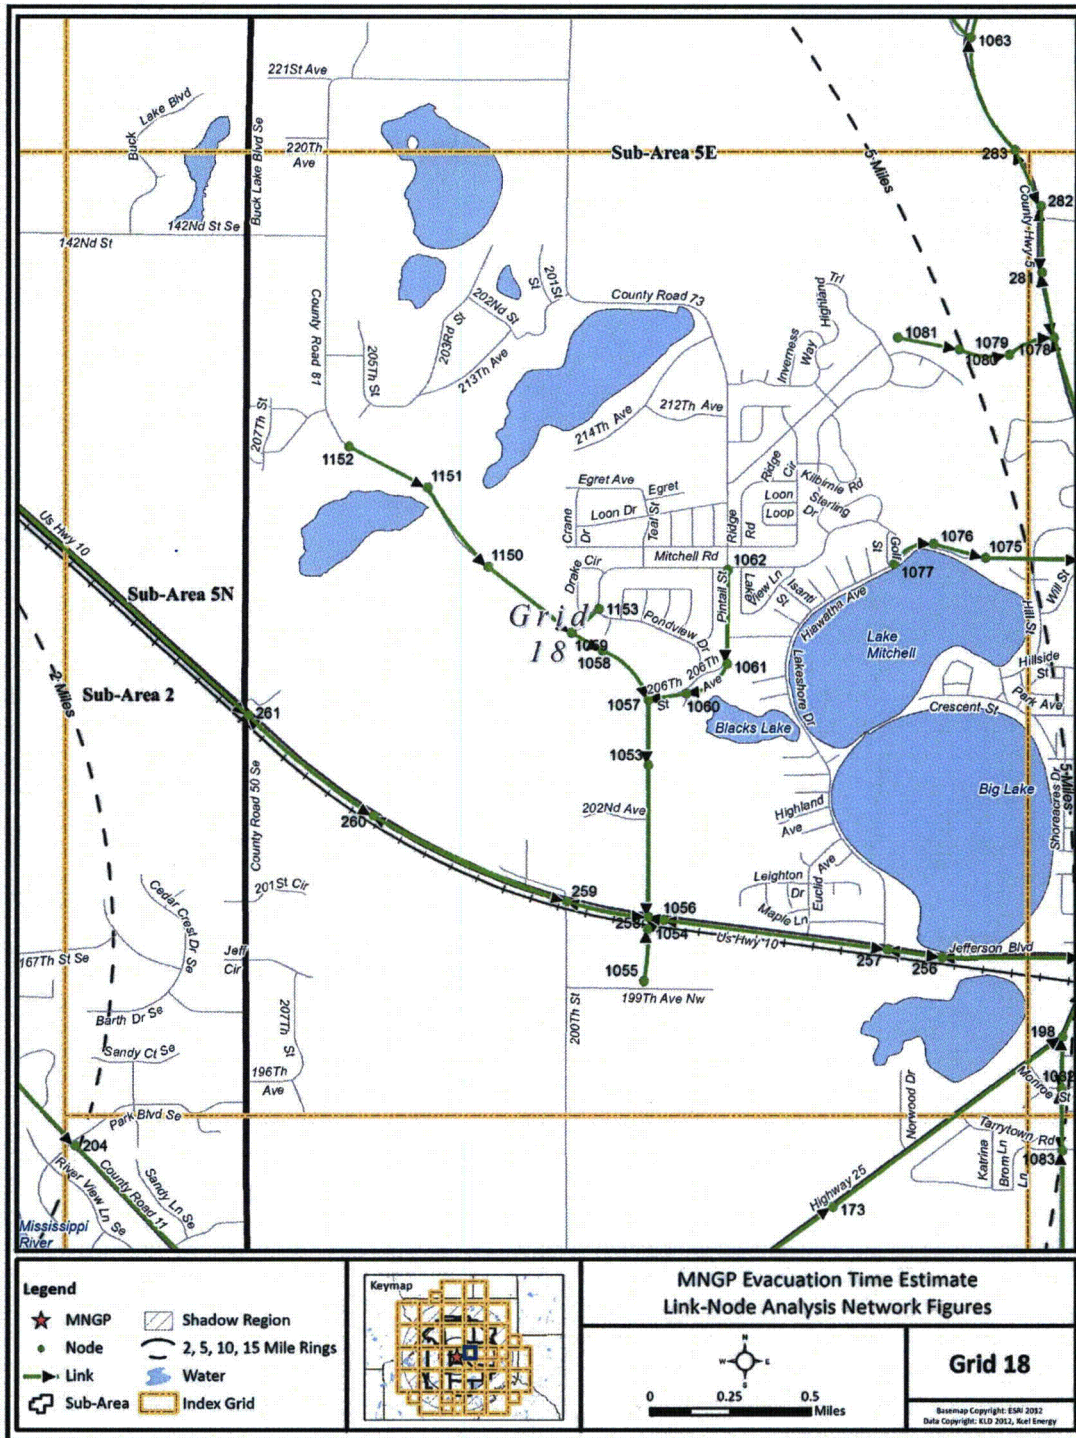 1063
221St Ave
Buck Lake Blvd
Buck Lake Blvd Se
220Th Ave
Sub-Area 5E
5 Miles
283
County Hwy 5
282
142Nd St Se
142Nd St
281
201St St
202Nd St
203Rd St
County Road 73
Highland Trl
County Road 81
205Th St
213Th Ave
Inverness Way
1081
1079
1080
1078
212Th Ave
214Th Ave
207Th St
1152
1151
Ridge Cir
Kilbirnie Rd
Egret Ave
Egret
Loon Loop
Sterling Dr
Crane Dr
Loon Dr
Teal St
Ridge Rd
Us Hwy 10
1150
Mitchell Rd
Golf St
1076
1075
1062
1077
Drake Cir
Pintail St
Lake View Ln
Isanti St
Hiawatha Ave
Will St
Sub-Area 5N
Grid 18
1153
Pondview Dr
Hill St
Lake Mitchell
1059
1058
Lakeshore Dr
Hillside St
2 Miles
Sub-Area 2
206Th St
206Th Ave
1061
1057
1060
Park Ave
Crescent St
261
Blacks Lake
1053
County Road 50 Se
5 Miles
Big Lake
Shoreacres Dr
202Nd Ave
Highland Ave
260
Leighton Dr
Euclid Ave
Cedar Crest Dr Se
201St Cir
259
1056
258
1054
Maple Ln
Us Hwy 10
257
256
Jefferson Blvd
167Th St Se
Jeff Cir
1055
199Th Ave Nw
Barth Dr Se
207Th St
200Th St
198
Sandy Ct Se
196Th Ave
Norwood Dr
Monroe St
1082
Park Blvd Se
204
Tarrytown Rd
Katrina
Brom Ln
Ln
1083
River View Ln Se
County Road 11
Sandy Ln Se
Highway 25
173
Mississippi River
Legend
MNGP
Shadow Region
Node
2, 5, 10, 15 Mile Rings
Link
Water
Sub-Area
Index Grid
Keymap
MNGP Evacuation Time Estimate
Link-Node Analysis Network Figures
N
W
E
S
0
0.25
0.5
Miles
Grid 18
Basemap Copyright: ESRI 2012
Data Copyright: KLD 2012, Xcel Energy